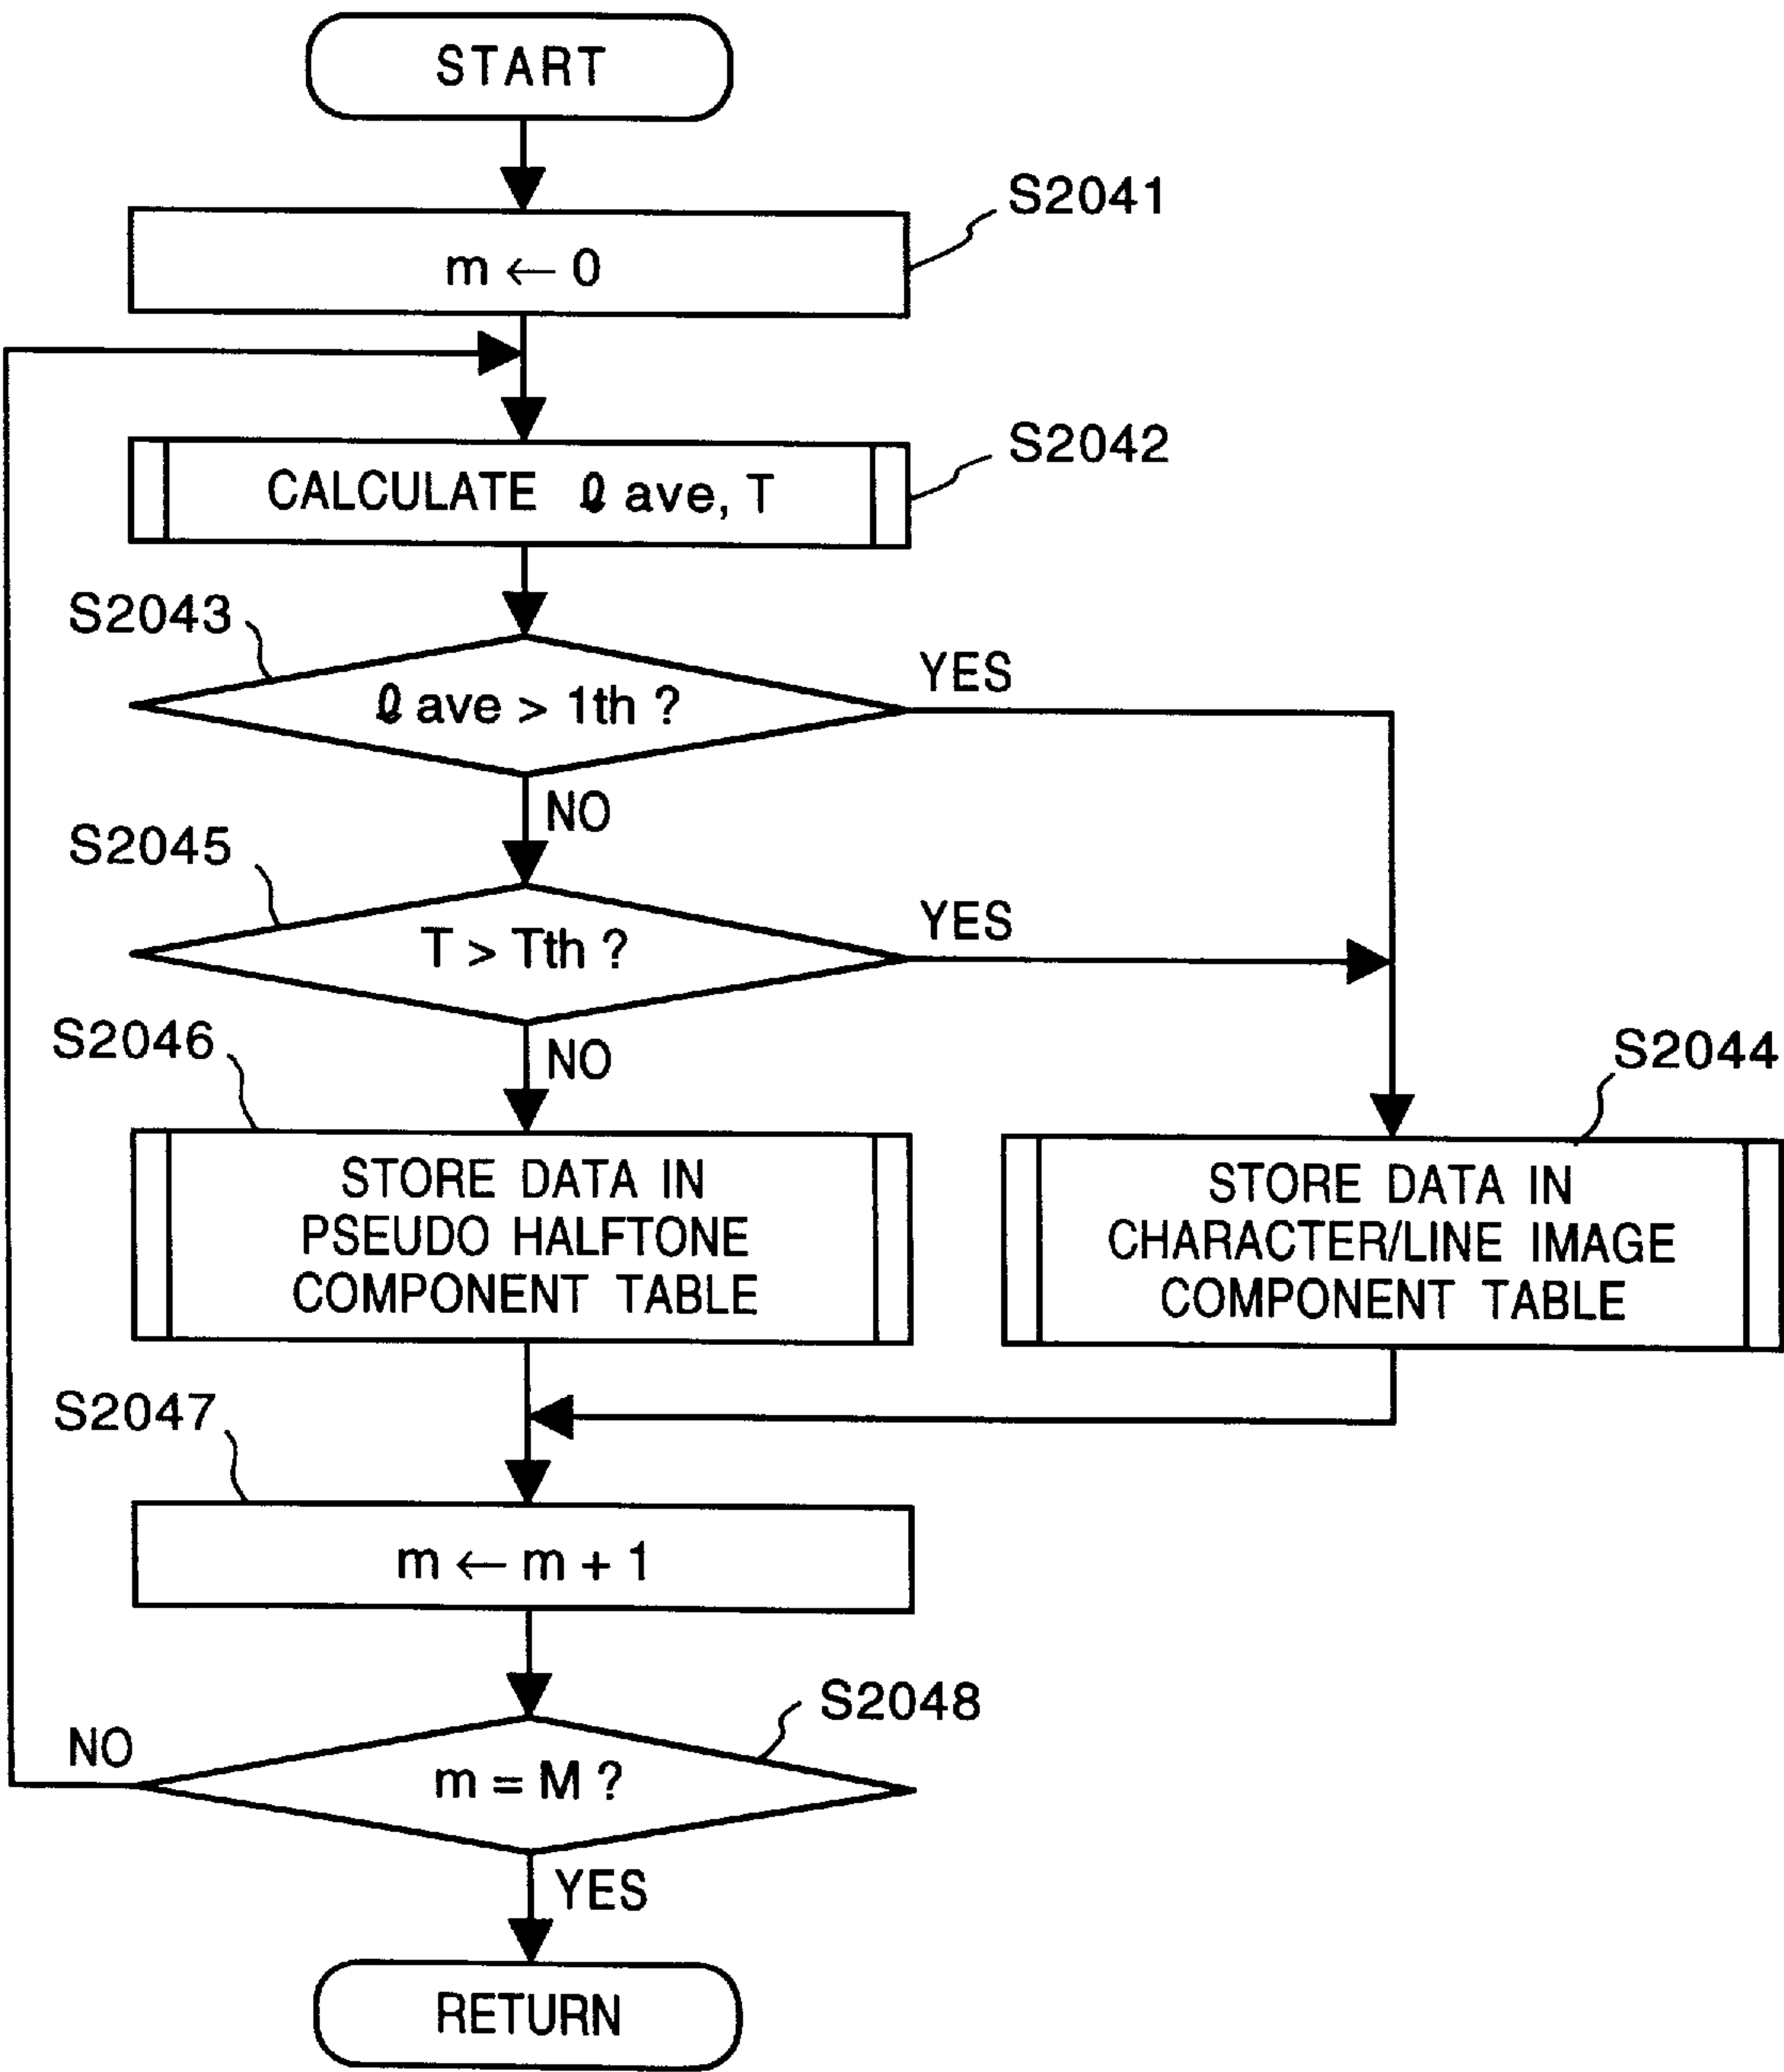 START
S2041
m ← 0
S2042
CALCULATE ℓ ave, T
S2043
ℓ ave > 1th ?
YES
NO
S2045
T > Tth ?
YES
NO
S2046
STORE DATA IN
PSEUDO HALFTONE
COMPONENT TABLE
S2044
STORE DATA IN
CHARACTER/LINE IMAGE
COMPONENT TABLE
S2047
m ← m + 1
S2048
m = M ?
NO
YES
RETURN